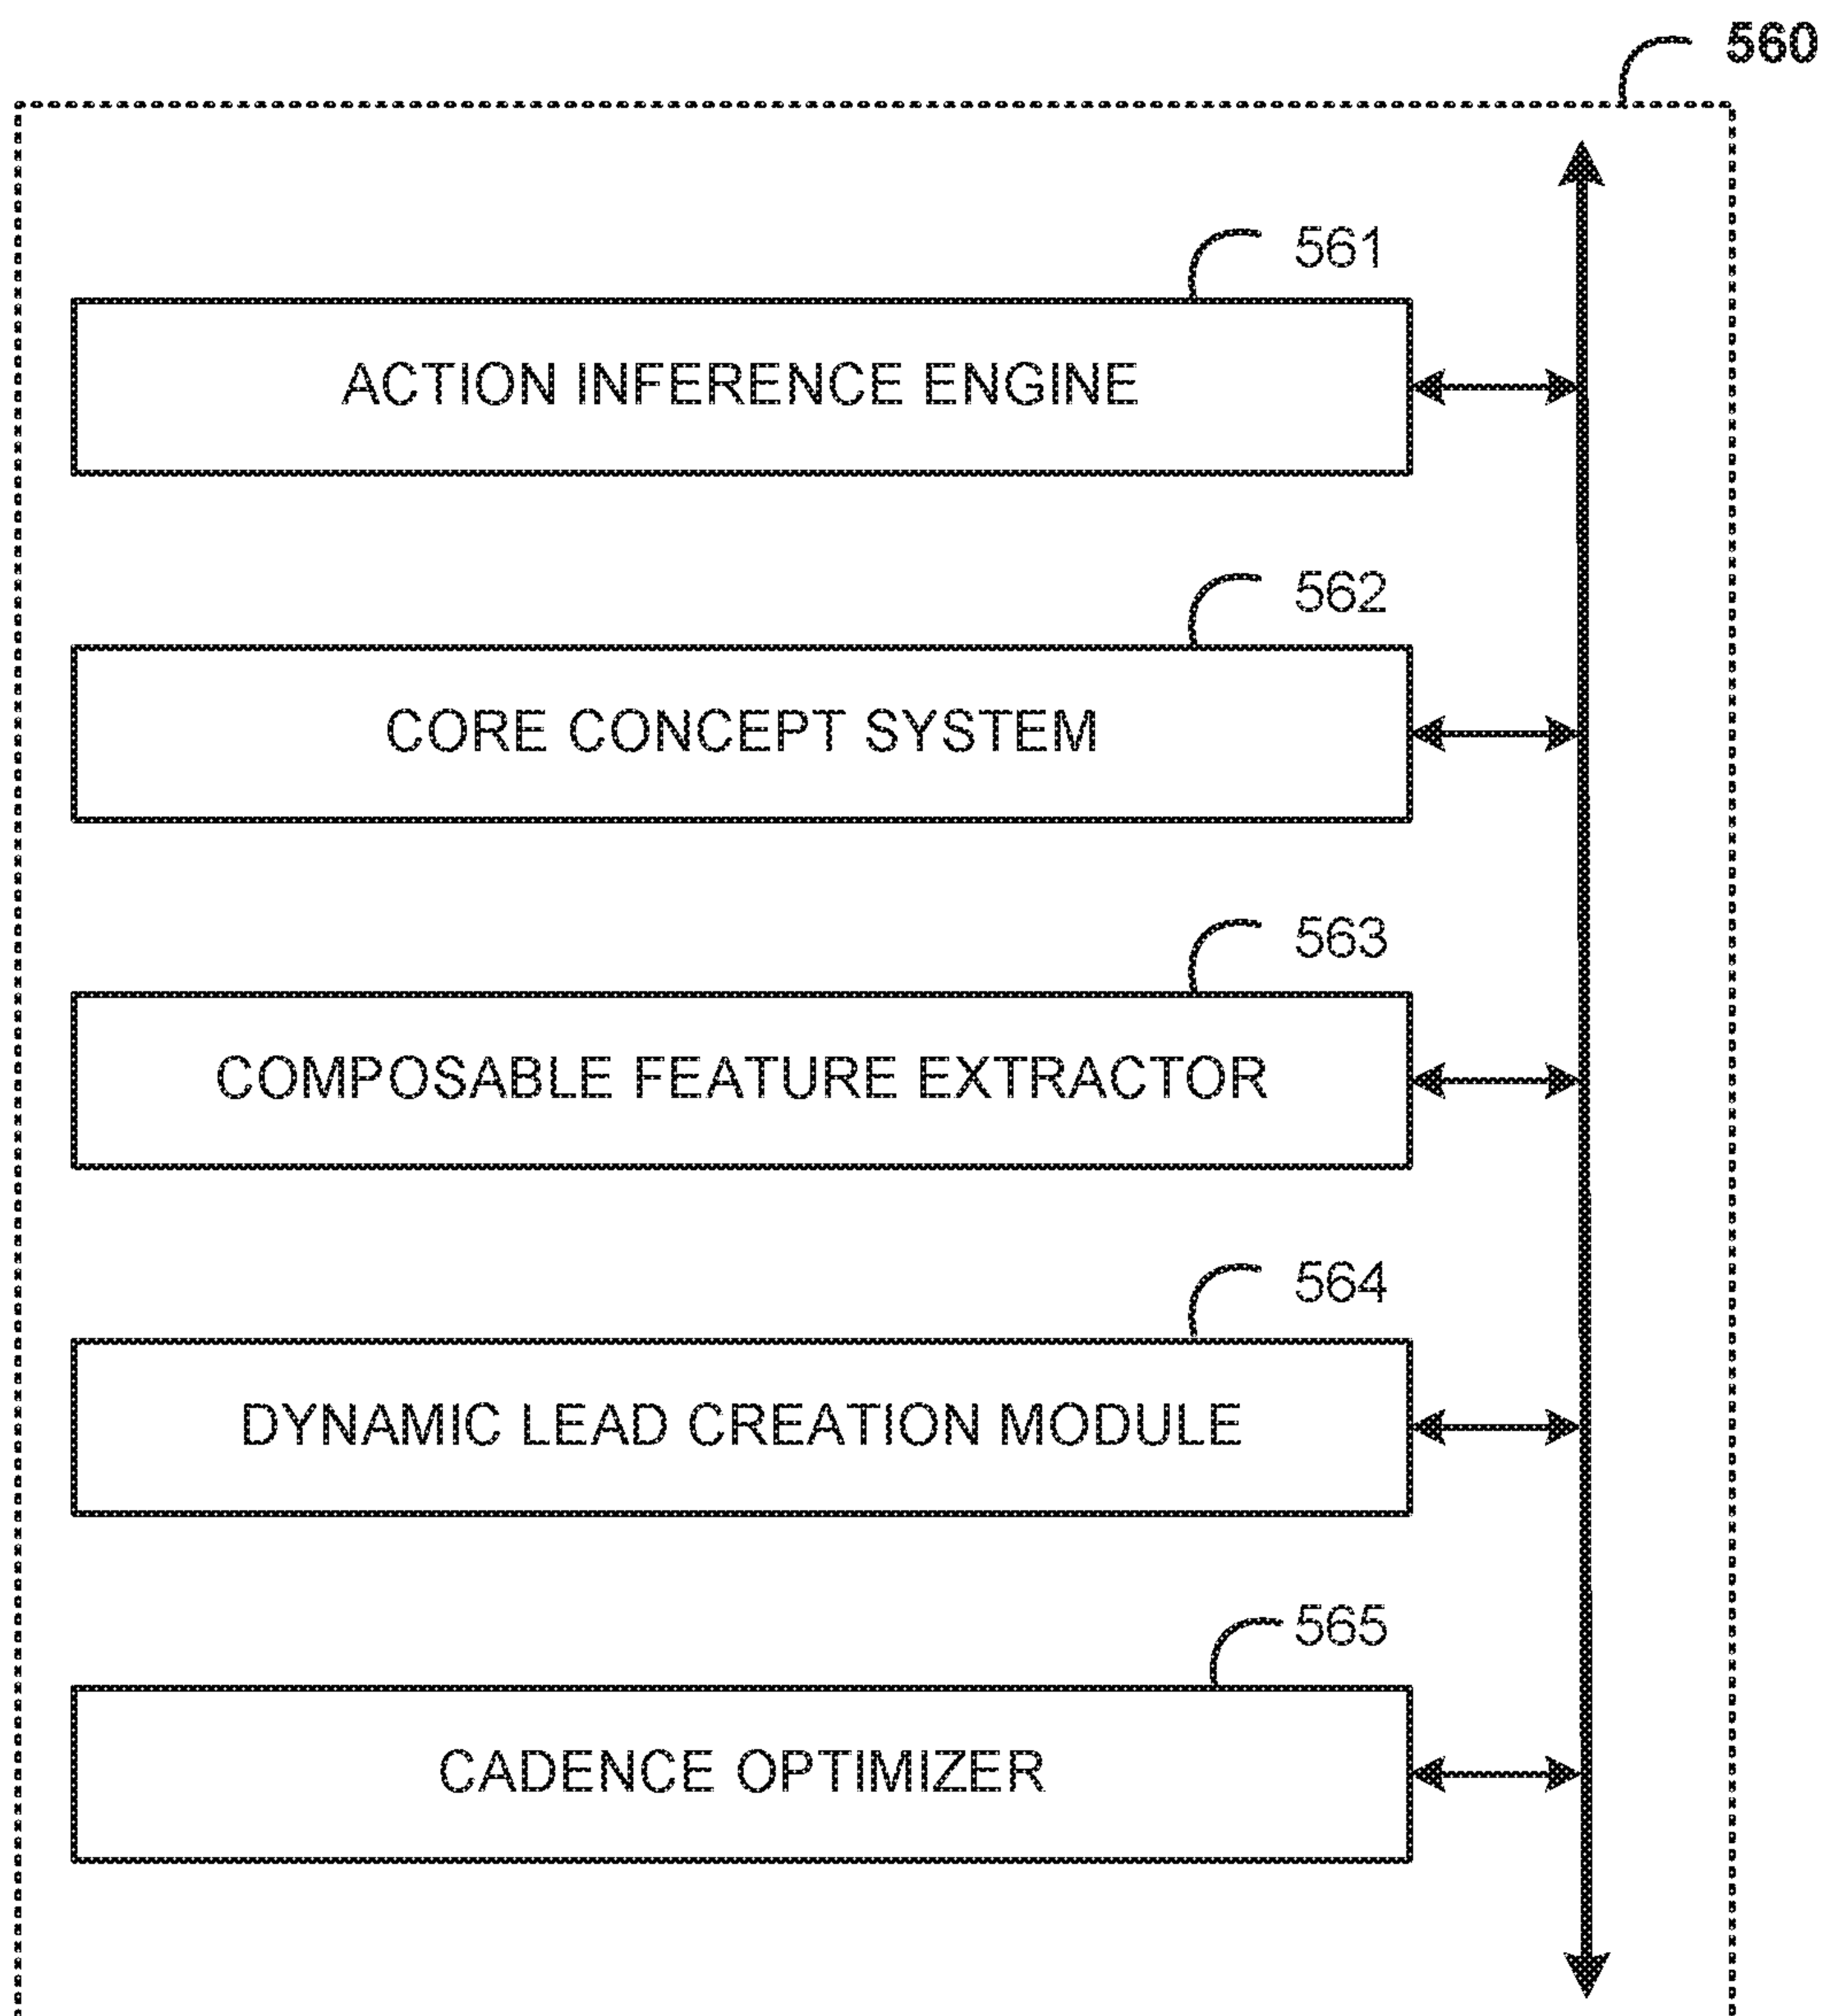 560
561
ACTION INFERENCE ENGINE
562
CORE CONCEPT SYSTEM
563
COMPOSABLE FEATURE EXTRACTOR
564
DYNAMIC LEAD CREATION MODULE
565
CADENCE OPTIMIZER